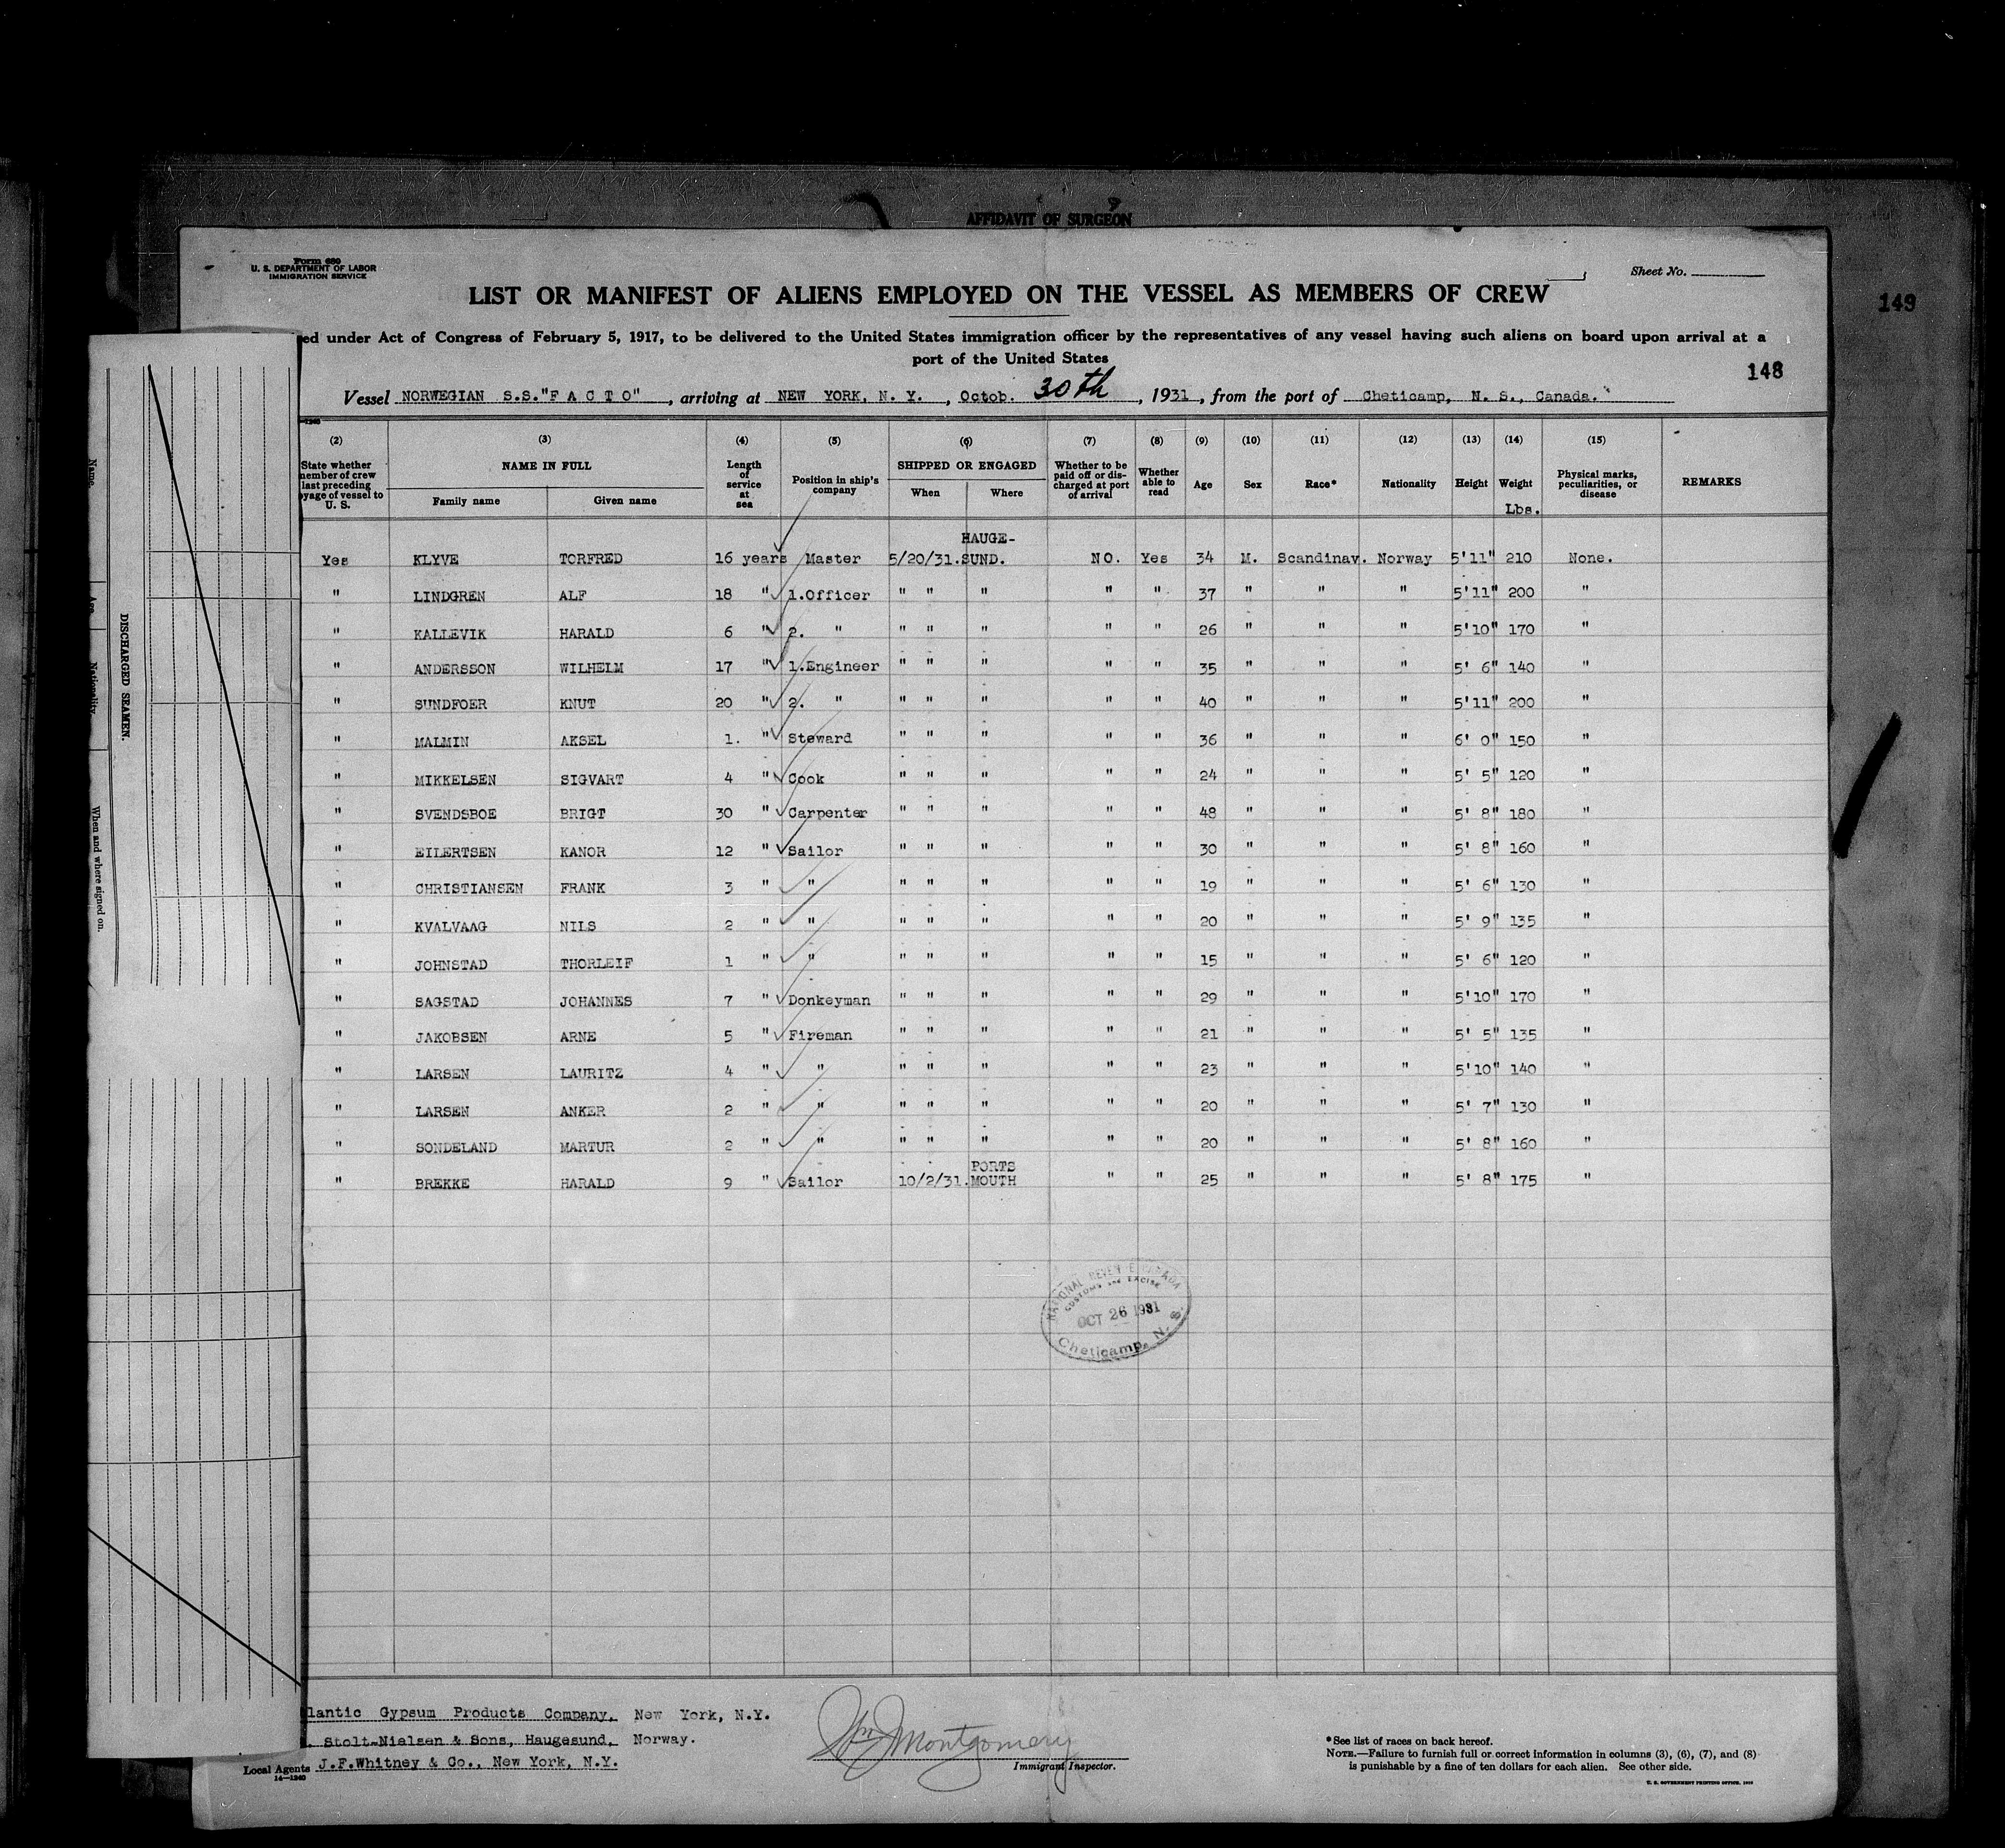 AFFIDAVIT OF SURGEON
Form 680
U. S. DEPARTMENT OF LABOR
IMMIGRATION SERVICE
Sheet No.
LIST OR MANIFEST OF ALIENS EMPLOYED ON THE VESSEL AS MEMBERS OF CREW
149
ed under Act of Congress of February 5, 1917, to be delivered to the United States immigration officer by the representatives of any vessel having such aliens on board upon arrival at a
port of the United States
148
Vessel NORWEGIAN S.S."F A C T O", arriving at NEW YORK, N. Y., Octob. 30th, 1931, from the port of Cheticamp, N. S., Canada.
(2) (3) (4) (5) (6) (7) (8) (9) (10) (11) (12) (13) (14) (15)
State whether member of crew last preceding voyage of vessel to U. S. NAME IN FULL Family name Given name Length of service at sea Position in ship's company SHIPPED OR ENGAGED When Where Whether to be paid off or discharged at port of arrival Whether able to read Age Sex Race* Nationality Height Weight Lbs. Physical marks, peculiarities, or disease REMARKS
Yes KLYVE TORFRED 16 years Master 5/20/31. HAUGE-SUND. NO. Yes 34 M. Scandinav. Norway 5'11" 210 None.
" LINDGREN ALF 18 " 1.Officer " " " " " 37 " " " 5'11" 200 "
" KALLEVIK HARALD 6 " 2. " " " " " " 26 " " " 5'10" 170 "
" ANDERSSON WILHELM 17 " 1.Engineer " " " " " 35 " " " 5' 6" 140 "
" SUNDFOER KNUT 20 " 2. " " " " " " 40 " " " 5'11" 200 "
" MALMIN AKSEL 1. " Steward " " " " " 36 " " " 6' 0" 150 "
" MIKKELSEN SIGVART 4 " Cook " " " " " 24 " " " 5' 5" 120 "
" SVENDSBOE BRIGT 30 " Carpenter " " " " " 48 " " " 5' 8" 180 "
" EILERTSEN KANOR 12 " Sailor " " " " " 30 " " " 5' 8" 160 "
" CHRISTIANSEN FRANK 3 " " " " " " " 19 " " " 5' 6" 130 "
" KVALVAAG NILS 2 " " " " " " " 20 " " " 5' 9" 135 "
" JOHNSTAD THORLEIF 1 " " " " " " " 15 " " " 5' 6" 120 "
" SAGSTAD JOHANNES 7 " Donkeyman " " " " " 29 " " " 5'10" 170 "
" JAKOBSEN ARNE 5 " Fireman " " " " " 21 " " " 5' 5" 135 "
" LARSEN LAURITZ 4 " " " " " " " 23 " " " 5'10" 140 "
" LARSEN ANKER 2 " " " " " " " 20 " " " 5' 7" 130 "
" SONDELAND MARTUR 2 " " " " " " " 20 " " " 5' 8" 160 "
" BREKKE HARALD 9 " Sailor 10/2/31. PORTS MOUTH " " 25 " " " 5' 8" 175 "
DISCHARGED SEAMEN.
Name Age Nationality When and where signed on.
NATIONAL REVENUE CANADA
CUSTOMS and EXCISE
OCT 26 1931
Cheticamp, N. S.
lantic Gypsum Products Company, New York, N.Y.
. Stolt-Nielsen & Sons, Haugesund, Norway.
Local Agents J.F.Whitney & Co., New York, N.Y.
14—1240
Wm J Montgomery
Immigrant Inspector.
*See list of races on back hereof.
NOTE.—Failure to furnish full or correct information in columns (3), (6), (7), and (8)
is punishable by a fine of ten dollars for each alien. See other side.
U. S. GOVERNMENT PRINTING OFFICE